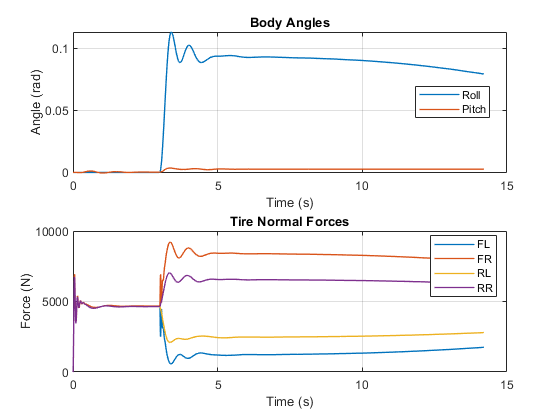 Body Angles
0.1
0.05
0
Angle (rad)
Roll
Pitch
0
5
10
15
Time (s)
Tire Normal Forces
10000
5000
0
Force (N)
FL
FR
RL
RR
0
5
10
15
Time (s)